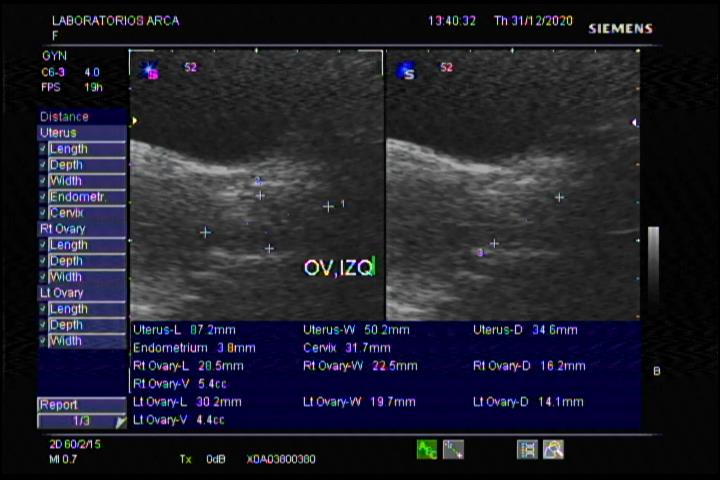 LABORATORIOS ARCA
F
13:40:32 Th 31/12/2020
SIEMENS
GYN
C6-3 4.0
FPS 19h
S2
S2
Distance
Uterus
Length
Depth
Width
Endometr.
Cervix
Rt Ovary
Length
Depth
Width
Lt Ovary
Length
Depth
Width
2
1
3
OV,IZQ
Uterus-L 87.2mm Uterus-W 50.2mm Uterus-D 34.6mm
Endometrium 3.8mm Cervix 31.7mm
Rt Ovary-L 28.5mm Rt Ovary-W 22.5mm Rt Ovary-D 16.2mm
Rt Ovary-V 5.4cc
Lt Ovary-L 30.2mm Lt Ovary-W 19.7mm Lt Ovary-D 14.1mm
Lt Ovary-V 4.4cc
B
Report
1/3
2D 60/2/15
MI 0.7 Tx 0dB XDA03800380
ABC